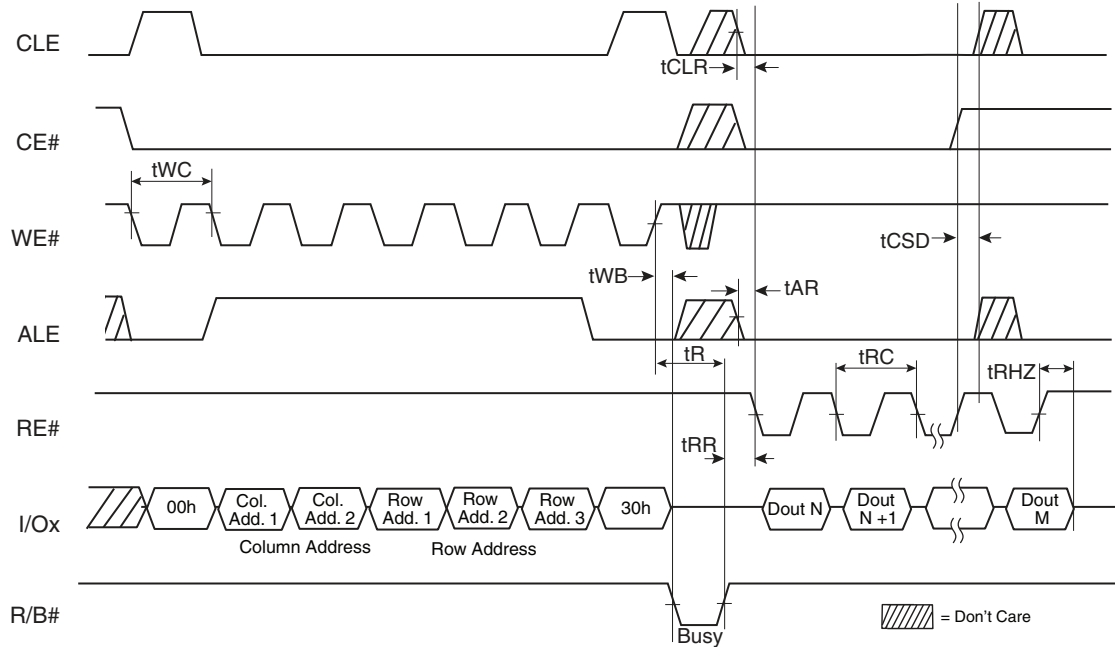 CLE
tCLR
CE#
tWC
WE#
tCSD
tWB
tAR
ALE
tR
tRC
tRHZ
RE#
tRR
I/Ox
00h
Col. Add. 1
Col. Add. 2
Row Add. 1
Row Add. 2
Row Add. 3
30h
Dout N
Dout N +1
Dout M
Column Address
Row Address
R/B#
Busy
= Don't Care